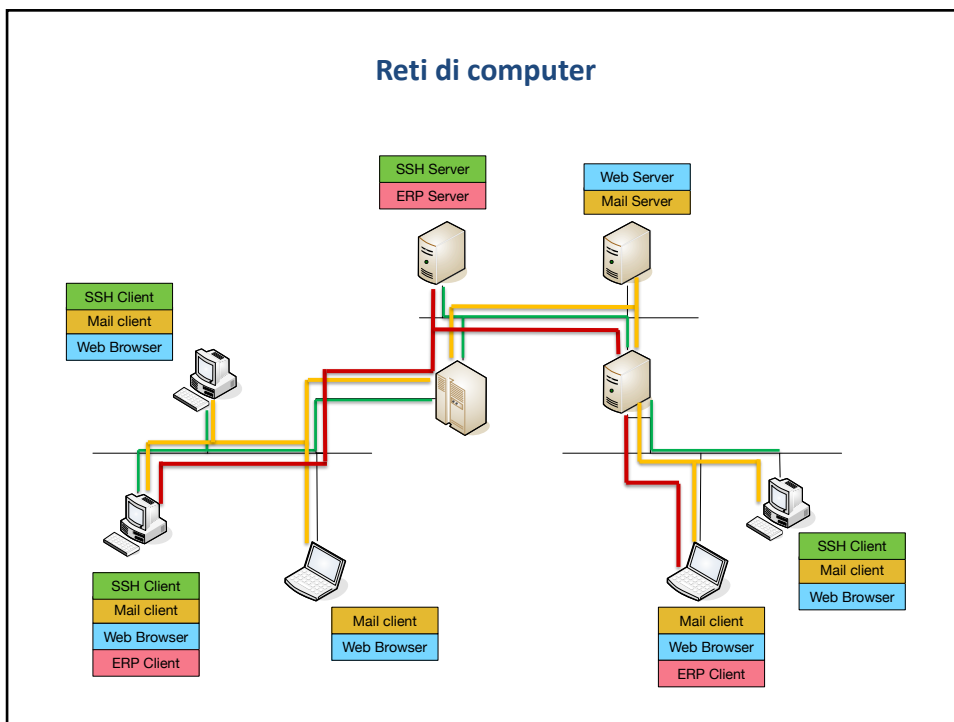 Reti di computer
SSH Server
ERP Server
Web Server
Mail Server
SSH Client
Mail client
Web Browser
SSH Client
Mail client
Web Browser
ERP Client
Mail client
Web Browser
Mail client
Web Browser
ERP Client
SSH Client
Mail client
Web Browser